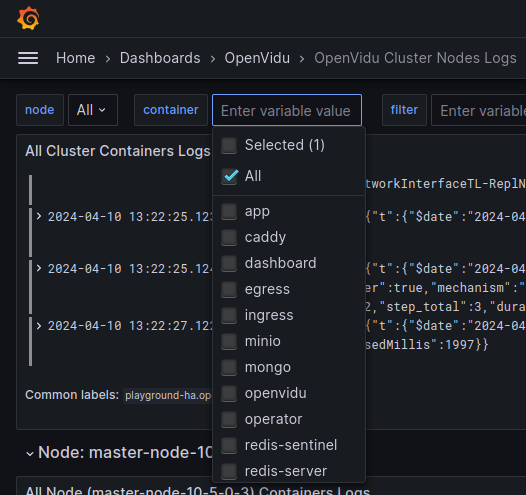 Home › Dashboards › OpenVidu › OpenVidu Cluster Nodes Logs
node All container Enter variable value filter Enter variable
Selected (1)
All
app
caddy
dashboard
egress
ingress
minio
mongo
openvidu
operator
redis-sentinel
redis-server
All Cluster Containers Logs
tworkInterfaceTL-ReplN
2024-04-10 13:22:25.123 {"t":{"$date":"2024-04
2024-04-10 13:22:25.124 {"t":{"$date":"2024-04
er":true,"mechanism":"
2,"step_total":3,"dura
2024-04-10 13:22:27.122 {"t":{"$date":"2024-04
sedMillis":1997}}
Common labels: playground-ha.op
Node: master-node-10
All Node (master-node-10-5-0-3) Containers Logs